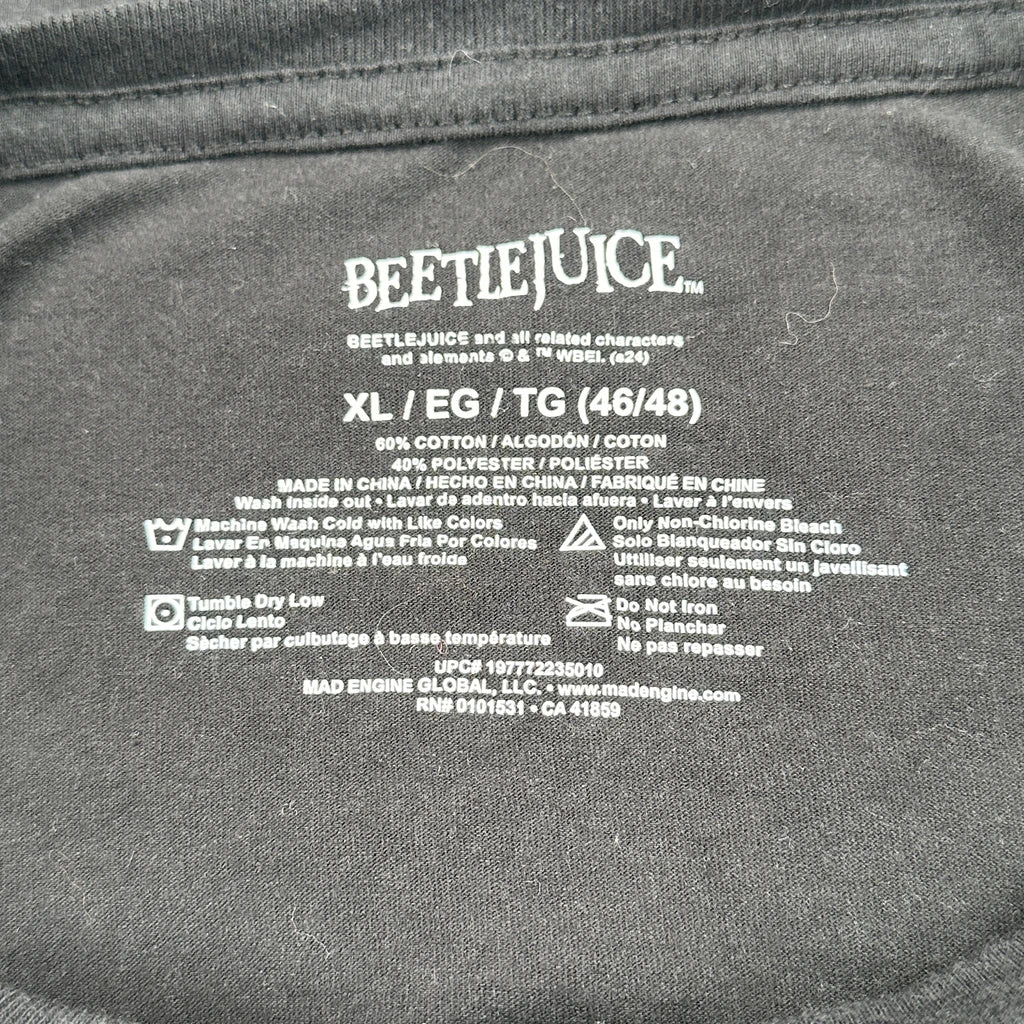 BEETLEJUICE™
BEETLEJUICE and all related characters
and elements © & ™ WBEI. (s24)
XL / EG / TG (46/48)
60% COTTON / ALGODÓN / COTON
40% POLYESTER / POLIÉSTER
MADE IN CHINA / HECHO EN CHINA / FABRIQUÉ EN CHINE
Wash inside out • Lavar de adentro hacia afuera • Laver à l'envers
Machine Wash Cold with Like Colors
Lavar En Maquina Agua Fria Por Colores
Laver à la machine à l'eau froide
Only Non-Chlorine Bleach
Solo Blanqueador Sin Cloro
Uttiliser seulement un javellisant
sans chlore au besoin
Tumble Dry Low
Ciclo Lento
Sècher par culbutage à basse température
Do Not Iron
No Planchar
Ne pas repasser
UPC# 197772235010
MAD ENGINE GLOBAL, LLC. • www.madengine.com
RN# 0101531 • CA 41859